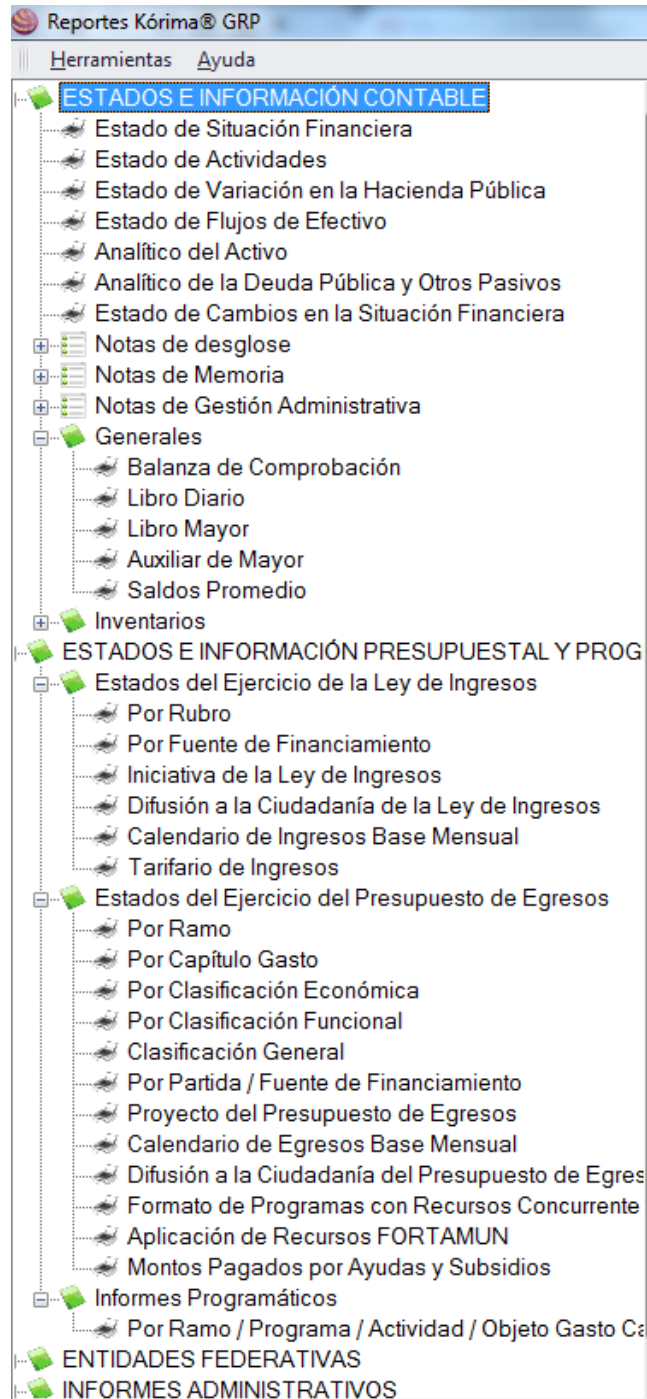 Reportes Kórima® GRP
Herramientas Ayuda
ESTADOS E INFORMACIÓN CONTABLE
Estado de Situación Financiera
Estado de Actividades
Estado de Variación en la Hacienda Pública
Estado de Flujos de Efectivo
Analítico del Activo
Analítico de la Deuda Pública y Otros Pasivos
Estado de Cambios en la Situación Financiera
Notas de desglose
Notas de Memoria
Notas de Gestión Administrativa
Generales
Balanza de Comprobación
Libro Diario
Libro Mayor
Auxiliar de Mayor
Saldos Promedio
Inventarios
ESTADOS E INFORMACIÓN PRESUPUESTAL Y PROG
Estados del Ejercicio de la Ley de Ingresos
Por Rubro
Por Fuente de Financiamiento
Iniciativa de la Ley de Ingresos
Difusión a la Ciudadanía de la Ley de Ingresos
Calendario de Ingresos Base Mensual
Tarifario de Ingresos
Estados del Ejercicio del Presupuesto de Egresos
Por Ramo
Por Capítulo Gasto
Por Clasificación Económica
Por Clasificación Funcional
Clasificación General
Por Partida / Fuente de Financiamiento
Proyecto del Presupuesto de Egresos
Calendario de Egresos Base Mensual
Difusión a la Ciudadanía del Presupuesto de Egres
Formato de Programas con Recursos Concurrente
Aplicación de Recursos FORTAMUN
Montos Pagados por Ayudas y Subsidios
Informes Programáticos
Por Ramo / Programa / Actividad / Objeto Gasto Ca
ENTIDADES FEDERATIVAS
INFORMES ADMINISTRATIVOS